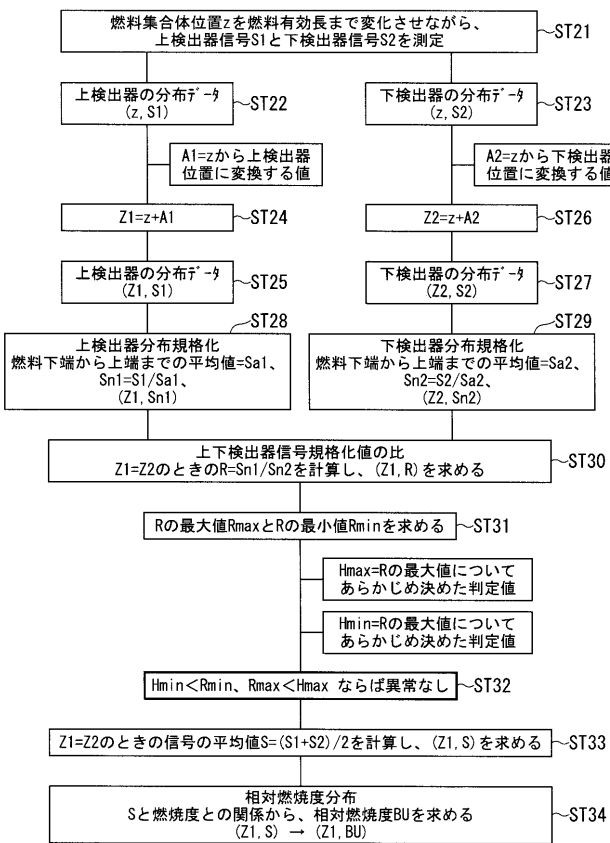 燃料集合体位置zを燃料有効長まで変化させながら、
上検出器信号S1と下検出器信号S2を測定
ST21
上検出器の分布データ
(z,S1)
ST22
下検出器の分布データ
(z,S2)
ST23
A1=zから上検出器
位置に変換する値
A2=zから下検出器
位置に変換する値
Z1=z+A1
ST24
Z2=z+A2
ST26
上検出器の分布データ
(Z1,S1)
ST25
下検出器の分布データ
(Z2,S2)
ST27
ST28
上検出器分布規格化
燃料下端から上端までの平均値=Sa1、
Sn1=S1/Sa1、
(Z1,Sn1)
ST29
下検出器分布規格化
燃料下端から上端までの平均値=Sa2、
Sn2=S2/Sa2、
(Z2,Sn2)
上下検出器信号規格化値の比
Z1=Z2のときのR=Sn1/Sn2を計算し、(Z1,R)を求める
ST30
Rの最大値RmaxとRの最小値Rminを求める
ST31
Hmax=Rの最大値について
あらかじめ決めた判定値
Hmin=Rの最大値について
あらかじめ決めた判定値
Hmin<Rmin、Rmax<Hmax ならば異常なし
ST32
Z1=Z2のときの信号の平均値S=(S1+S2)/2を計算し、(Z1,S)を求める
ST33
相対燃焼度分布
Sと燃焼度との関係から、相対燃焼度BUを求める
(Z1,S) → (Z1,BU)
ST34